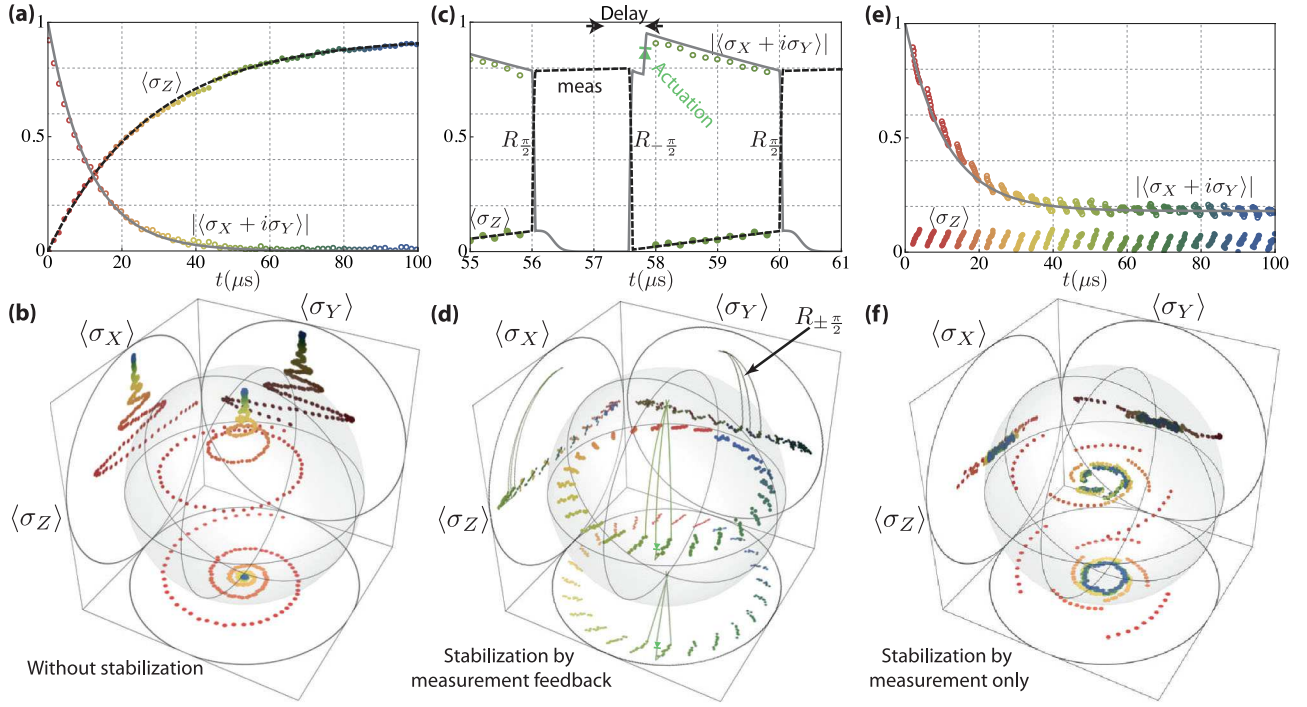 (a)
1
0.5
0
0 20 40 60 80 100
t(μs)
⟨σ_Z⟩
|⟨σ_X + iσ_Y⟩|
(c)
Delay
1
0.5
0
55 56 57 58 59 60 61
t(μs)
|⟨σ_X + iσ_Y⟩|
meas
Actuation
R_{π/2}
R_{−π/2}
R_{π/2}
⟨σ_Z⟩
(e)
1
0.5
0
0 20 40 60 80 100
t(μs)
|⟨σ_X + iσ_Y⟩|
⟨σ_Z⟩
(b)
⟨σ_X⟩
⟨σ_Y⟩
⟨σ_Z⟩
Without stabilization
(d)
⟨σ_X⟩
⟨σ_Y⟩
R_{±π/2}
⟨σ_Z⟩
Stabilization by
measurement feedback
(f)
⟨σ_X⟩
⟨σ_Y⟩
⟨σ_Z⟩
Stabilization by
measurement only